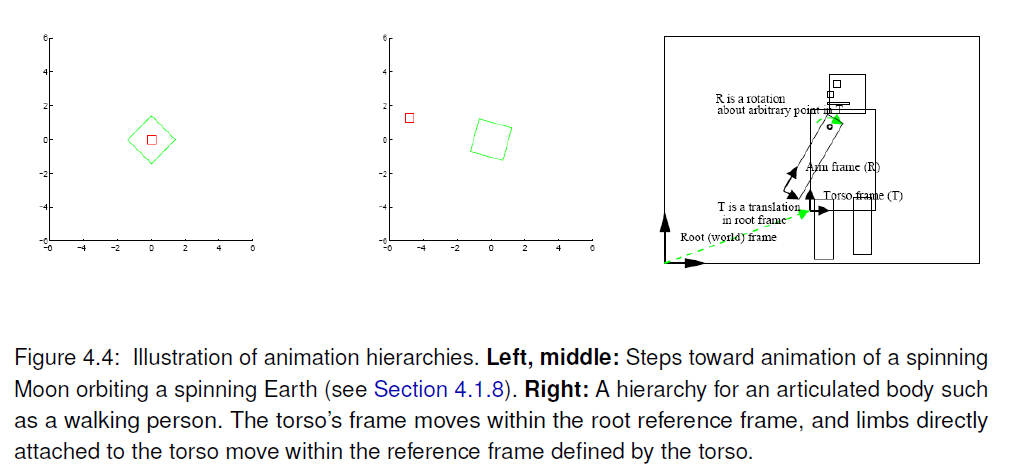 6
4
2
0
-2
-4
-6
-6 -4 -2 0 2 4 6
6
4
2
0
-2
-4
-6
-6 -4 -2 0 2 4 6
R is a rotation
about arbitrary point in T
Arm frame (R)
Torso frame (T)
T is a translation
in root frame
Root (world) frame
Figure 4.4: Illustration of animation hierarchies. Left, middle: Steps toward animation of a spinning
Moon orbiting a spinning Earth (see Section 4.1.8). Right: A hierarchy for an articulated body such
as a walking person. The torso's frame moves within the root reference frame, and limbs directly
attached to the torso move within the reference frame defined by the torso.